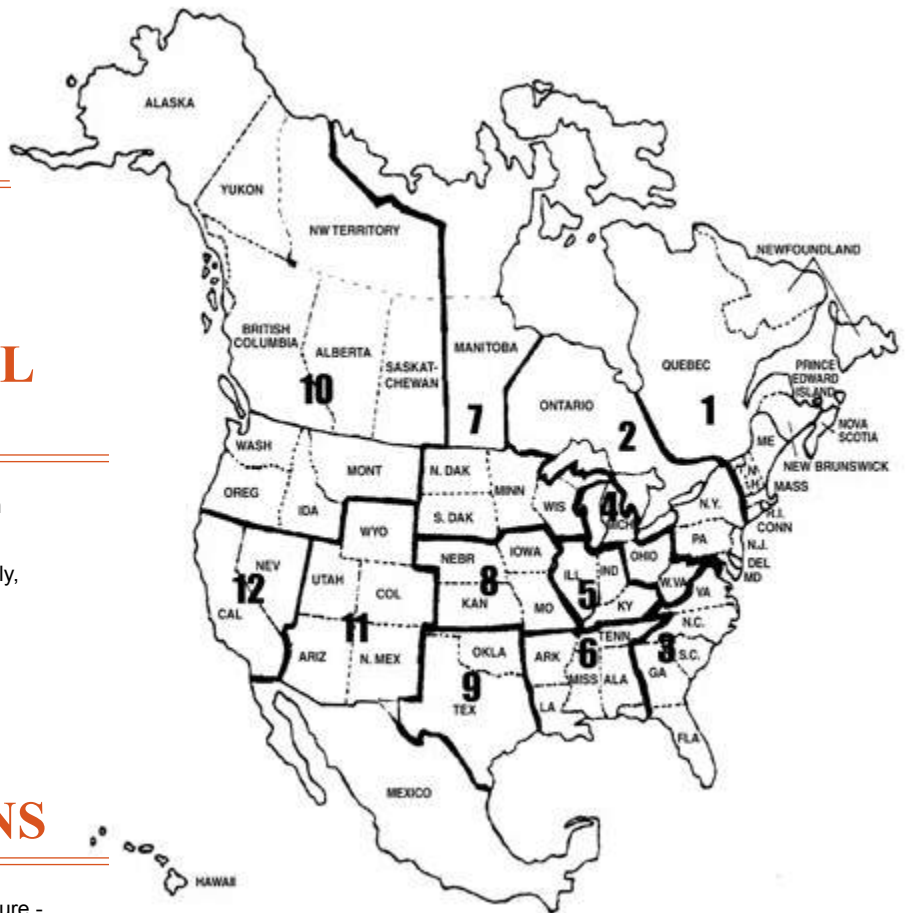 ALASKA
YUKON
NW TERRITORY
NEWFOUNDLAND
L
BRITISH
COLUMBIA
ALBERTA
SASKAT-
CHEWAN
MANITOBA
QUEBEC
PRINCE
EDWARD
ISLAND
10
ONTARIO
1
7
2
NOVA
SCOTIA
ME
NEW BRUNSWICK
WASH
MONT
N. DAK
MINN
OREG
IDA
S. DAK
WIS
4
MICH
N.Y.
MASS
R.I.
CONN
WYO
PA
N.J.
DEL
MD
ly,
NEV
12
CAL
UTAH
COL
NEBR
IOWA
8
KAN
MO
ILL
IND
OHIO
5
KY
W.VA
VA
N.C.
11
ARIZ
N. MEX
OKLA
9
TEX
ARK
TENN
6
MISS
ALA
LA
3
S.C.
GA
FLA
MEXICO
NS
HAWAII
ure -